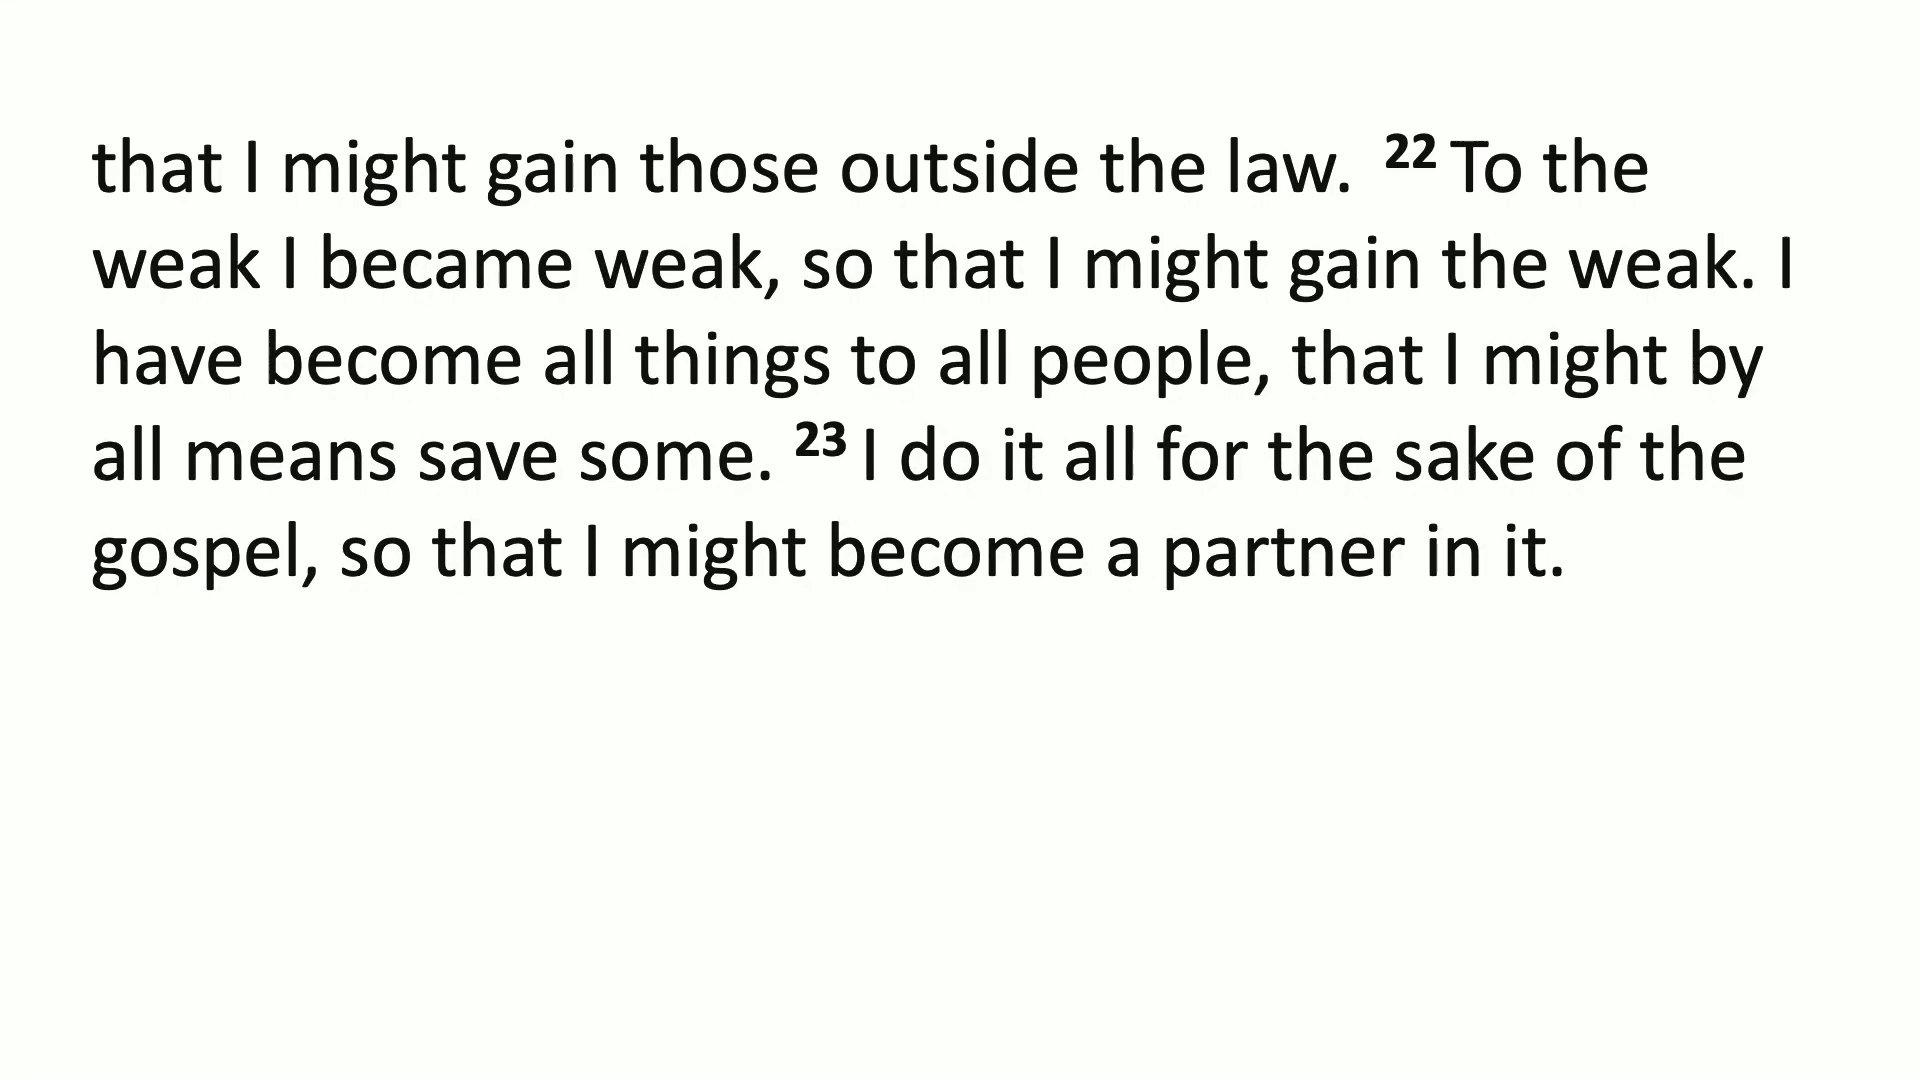 that I might gain those outside the law. 22 To the
weak I became weak, so that I might gain the weak. I
have become all things to all people, that I might by
all means save some. 23 I do it all for the sake of the
gospel, so that I might become a partner in it.